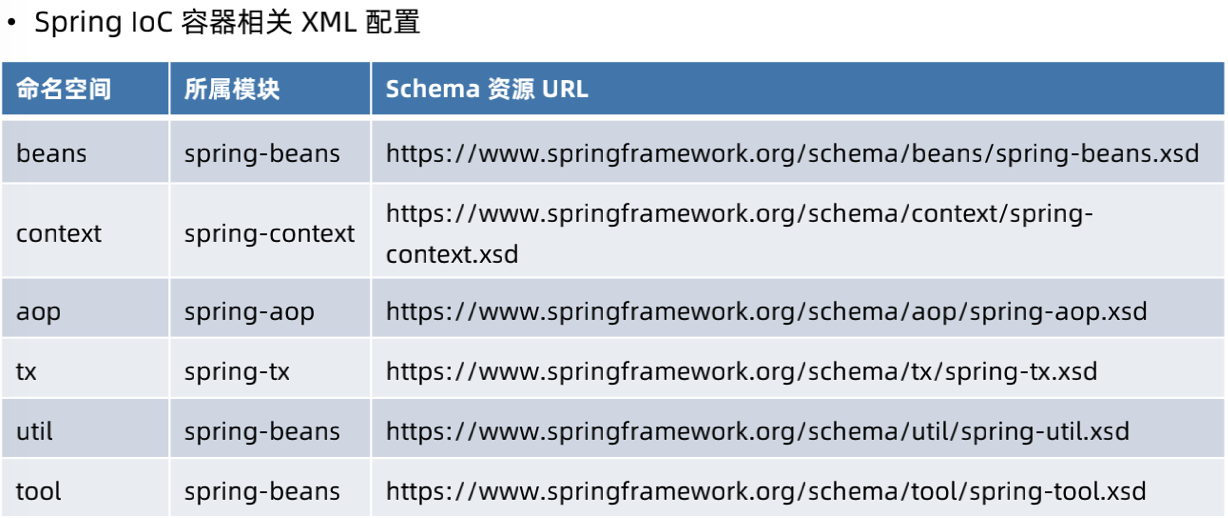 • Spring IoC 容器相关 XML 配置
命名空间 所属模块 Schema 资源 URL
beans spring-beans https://www.springframework.org/schema/beans/spring-beans.xsd
context spring-context https://www.springframework.org/schema/context/spring-
context.xsd
aop spring-aop https://www.springframework.org/schema/aop/spring-aop.xsd
tx spring-tx https://www.springframework.org/schema/tx/spring-tx.xsd
util spring-beans https://www.springframework.org/schema/util/spring-util.xsd
tool spring-beans https://www.springframework.org/schema/tool/spring-tool.xsd